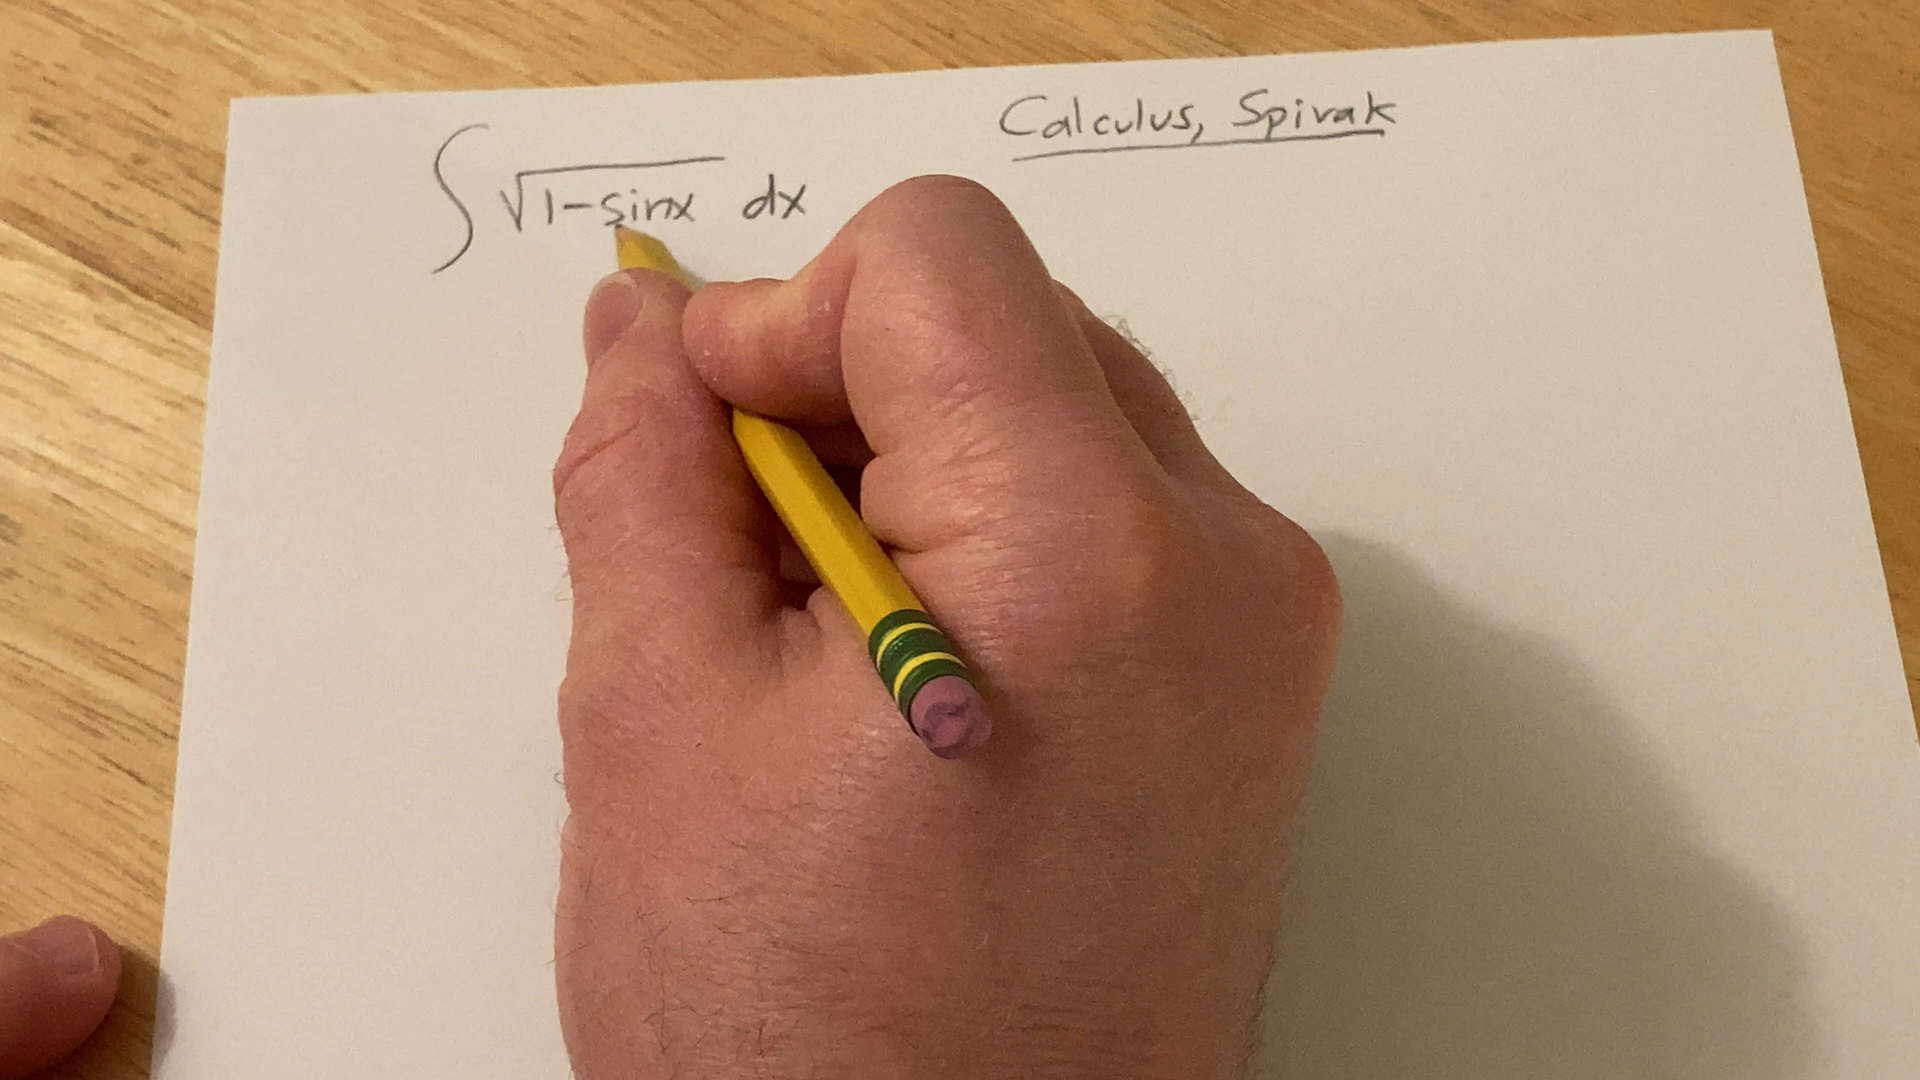 Calculus, Spivak
∫ √1-sinx dx